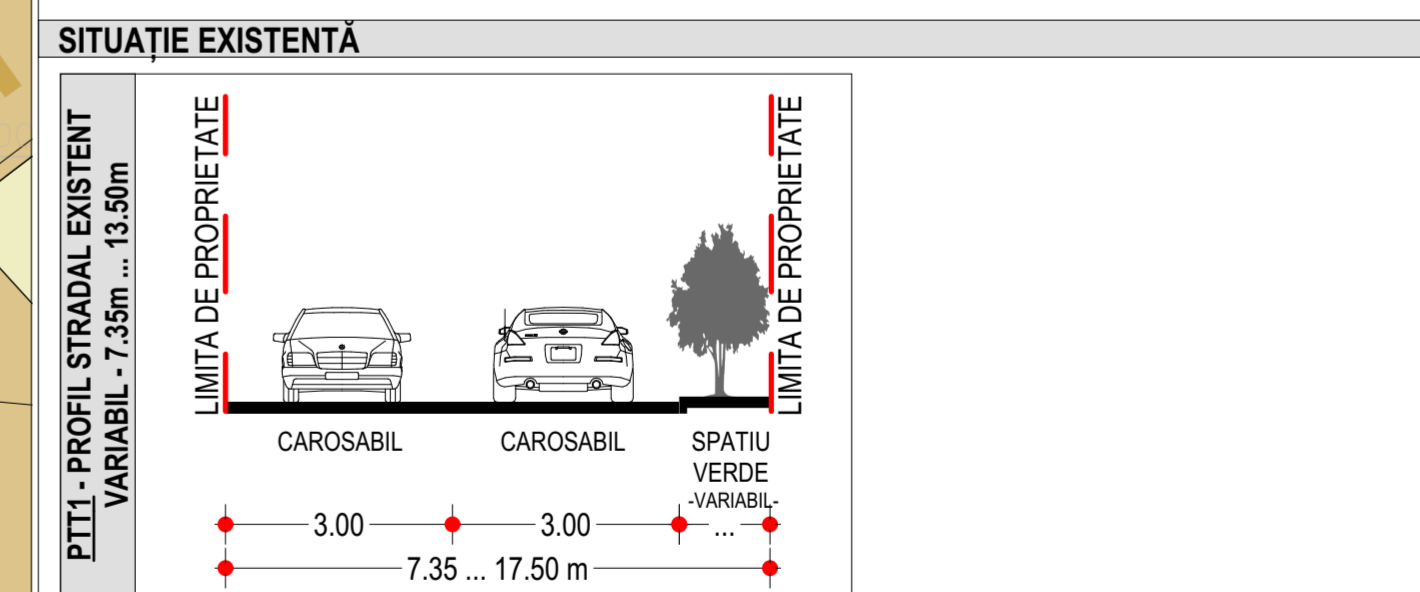 SITUAȚIE EXISTENTĂ
PTT1 - PROFIL STRADAL EXISTENT
VARIABIL - 7.35m ... 13.50m
LIMITA DE PROPRIETATE
LIMITA DE PROPRIETATE
CAROSABIL
CAROSABIL
SPATIU
VERDE
-VARIABIL-
3.00
3.00
...
7.35 ... 17.50 m